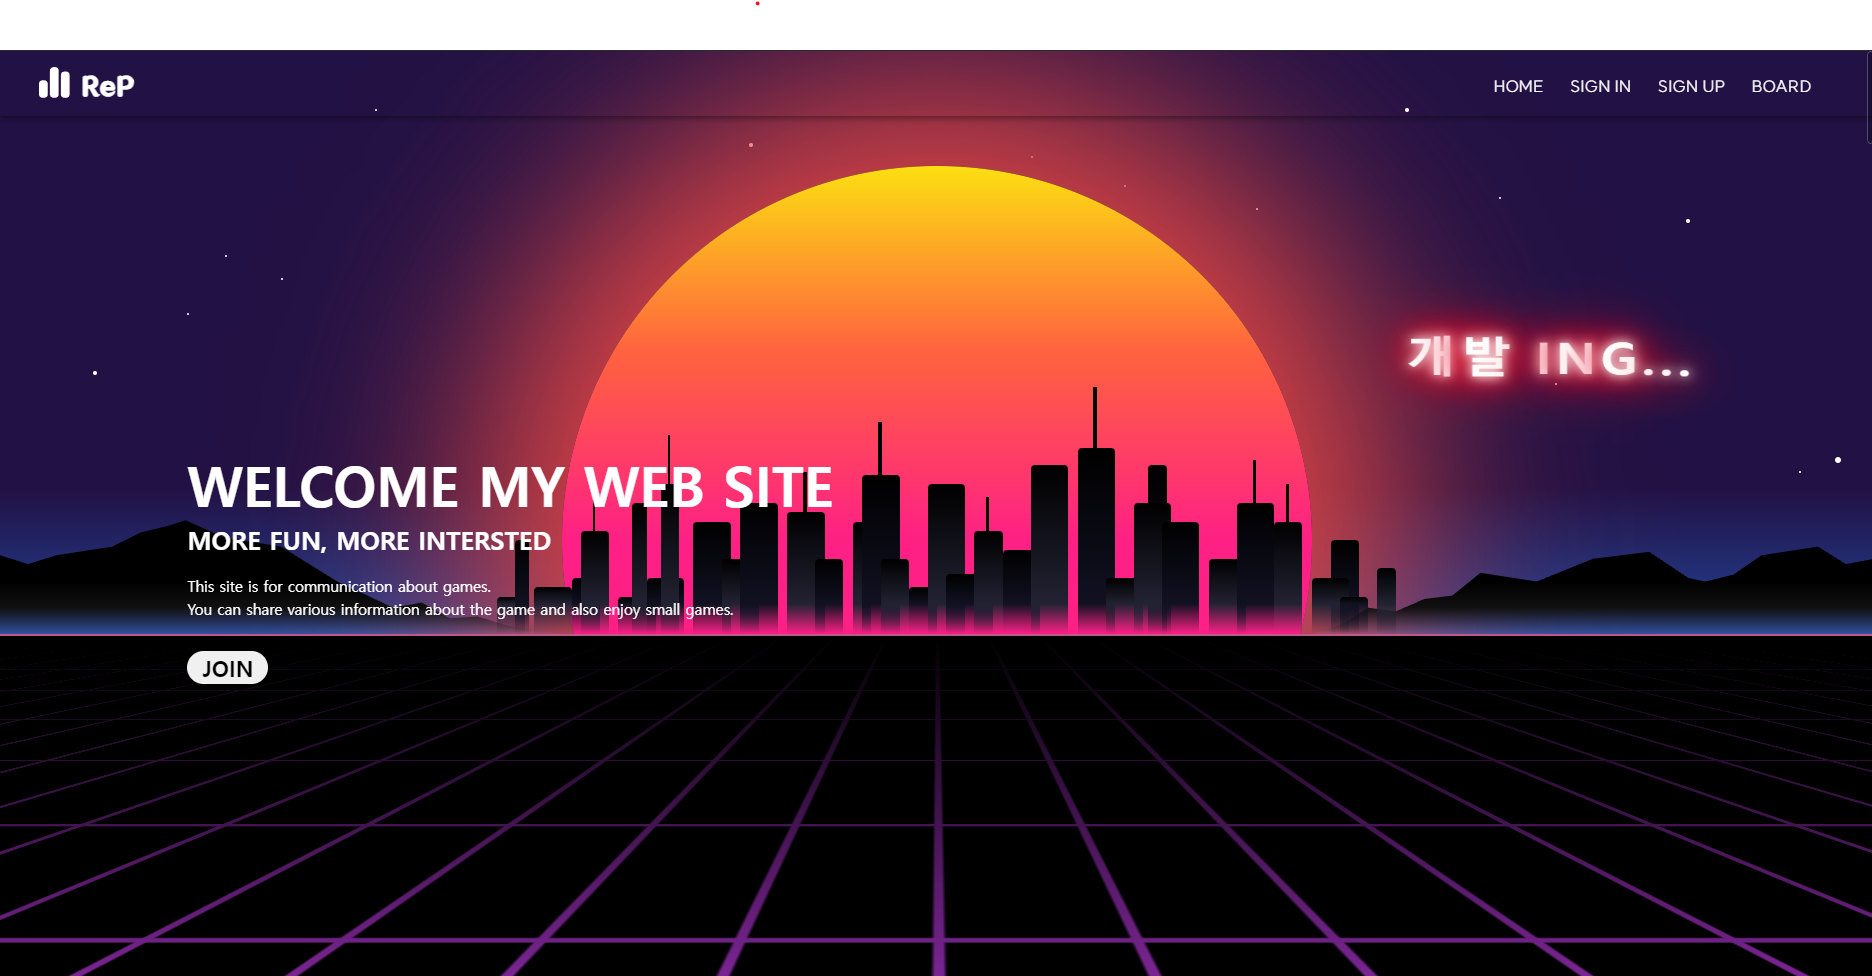 ReP
HOME SIGN IN SIGN UP BOARD
개발 ING...
WELCOME MY WEB SITE
MORE FUN, MORE INTERSTED
This site is for communication about games.
You can share various information about the game and also enjoy small games.
JOIN